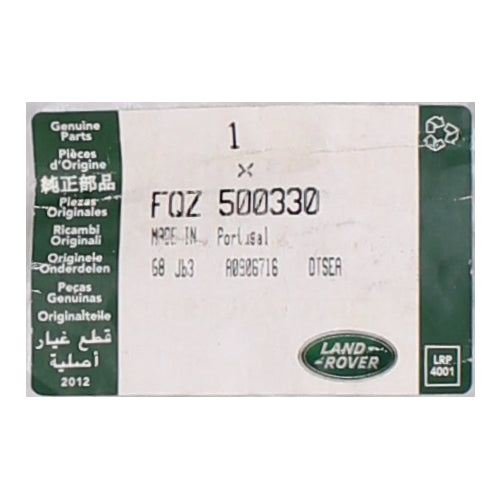 Genuine
Parts
Pièces
d'Origine
純正部品
Piezas
Originales
Ricambi
Originali
Originele
Onderdelen
Peças
Genuínas
Originalteile
قطع غيار
أصلية
2012
1
×
FQZ 500330
MADE IN Portugal
68 Jb3 A0906716 DTSEA
LAND
ROVER
LRP
4001